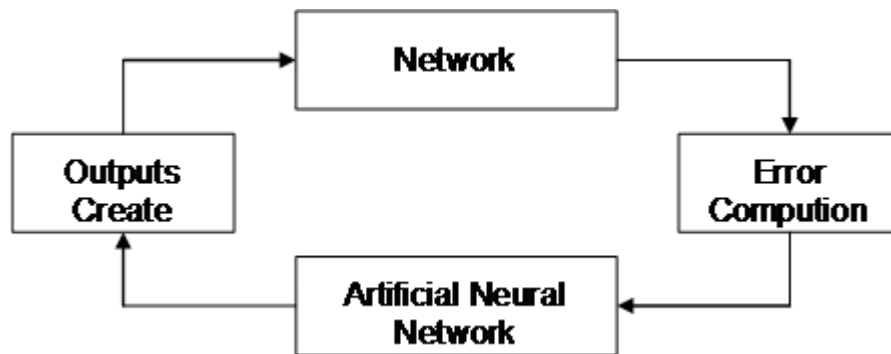 Network
Outputs
Create
Error
Compution
Artificial Neural
Network